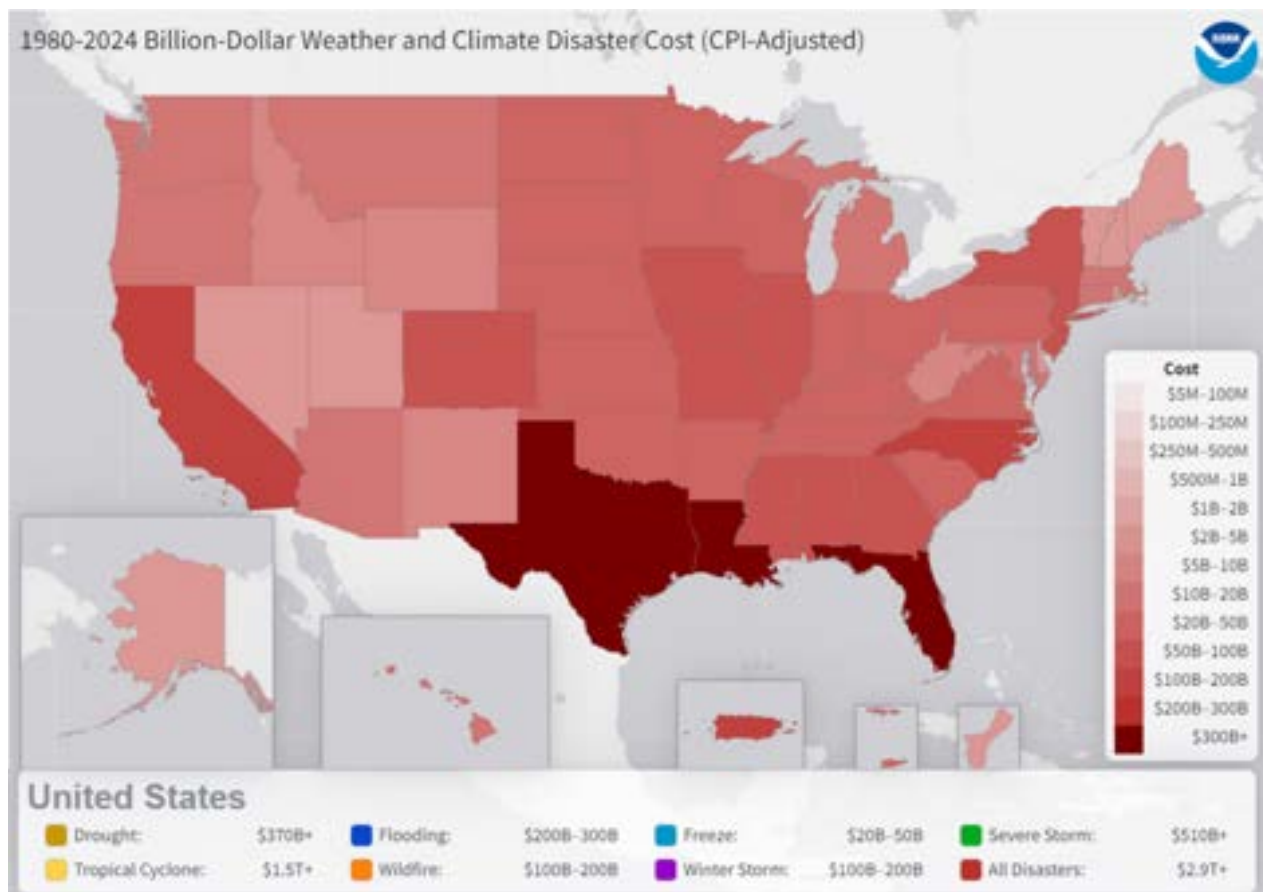 1980-2024 Billion-Dollar Weather and Climate Disaster Cost (CPI-Adjusted)
NOAA
Cost
$5M-100M
$100M-250M
$250M-500M
$500M-1B
$1B-2B
$2B-5B
$5B-10B
$10B-20B
$20B-50B
$50B-100B
$100B-200B
$200B-300B
$300B+
United States
Drought: $370B+ Flooding: $200B-300B Freeze: $20B-50B Severe Storm: $510B+
Tropical Cyclone: $1.5T+ Wildfire: $100B-200B Winter Storm: $100B-200B All Disasters: $2.9T+